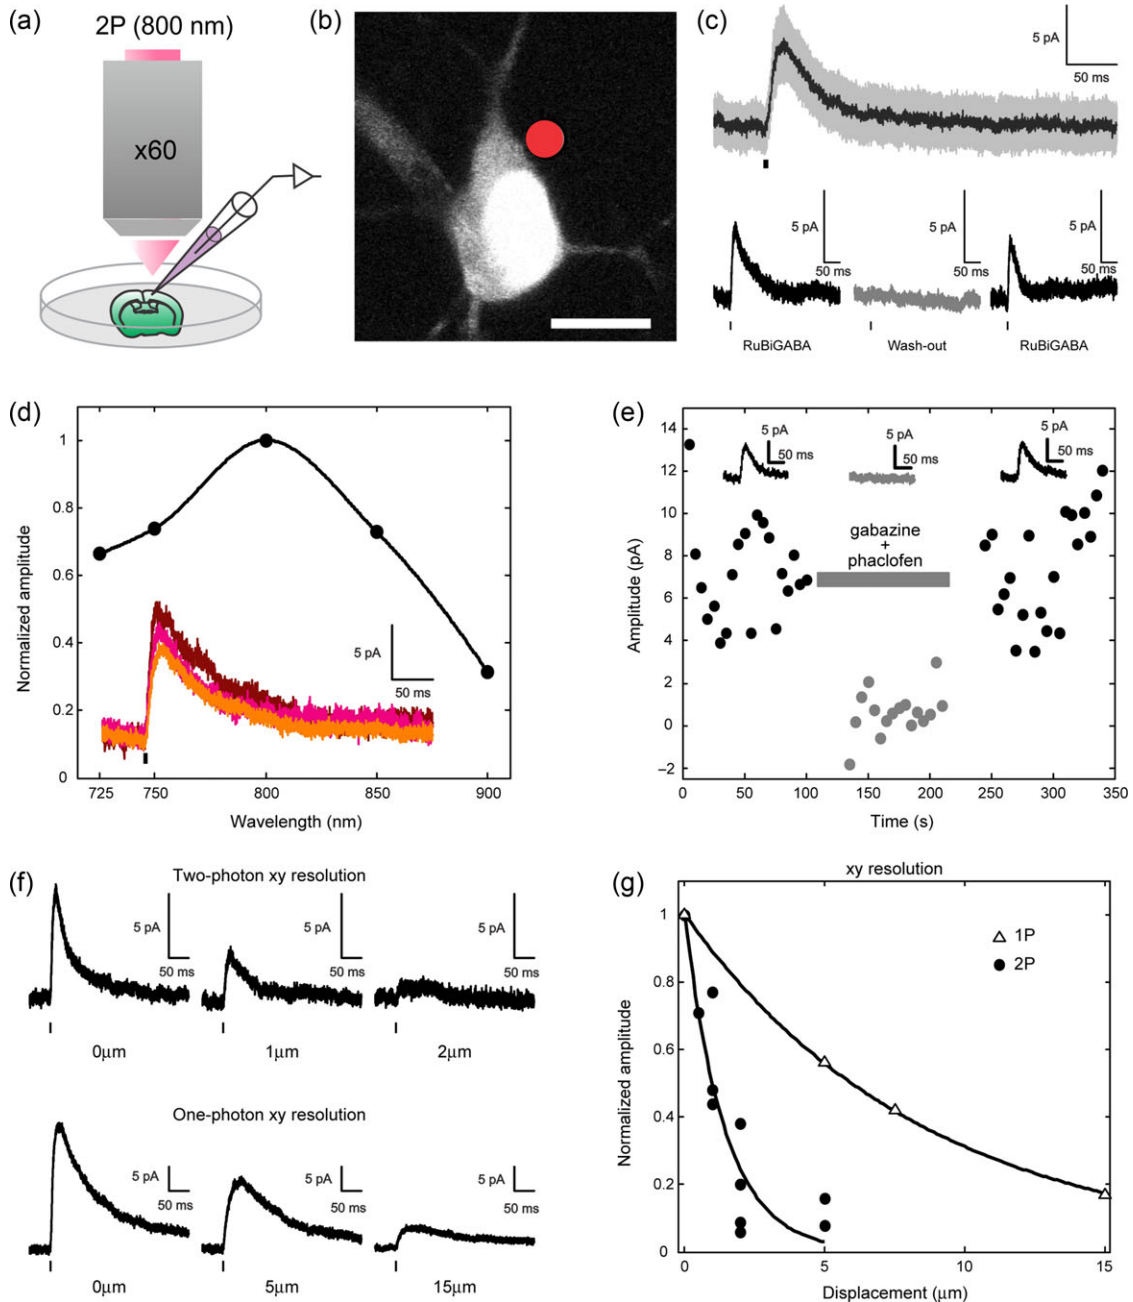 (a)
2P (800 nm)
x60
(b)
(c)
5 pA
50 ms
5 pA
50 ms
5 pA
50 ms
5 pA
50 ms
RuBiGABA
Wash-out
RuBiGABA
(d)
Normalized amplitude
1
0.8
0.6
0.4
0.2
0
5 pA
50 ms
725
750
800
850
900
Wavelength (nm)
(e)
Amplitude (pA)
14
12
10
8
6
4
2
0
−2
5 pA
50 ms
5 pA
50 ms
5 pA
50 ms
gabazine
+
phaclofen
0
50
100
150
200
250
300
350
Time (s)
(f)
Two-photon xy resolution
5 pA
50 ms
5 pA
50 ms
5 pA
50 ms
0μm
1μm
2μm
One-photon xy resolution
5 pA
50 ms
5 pA
50 ms
5 pA
50 ms
0μm
5μm
15μm
(g)
xy resolution
Normalized amplitude
1
0.8
0.6
0.4
0.2
0
1P
2P
0
5
10
15
Displacement (μm)